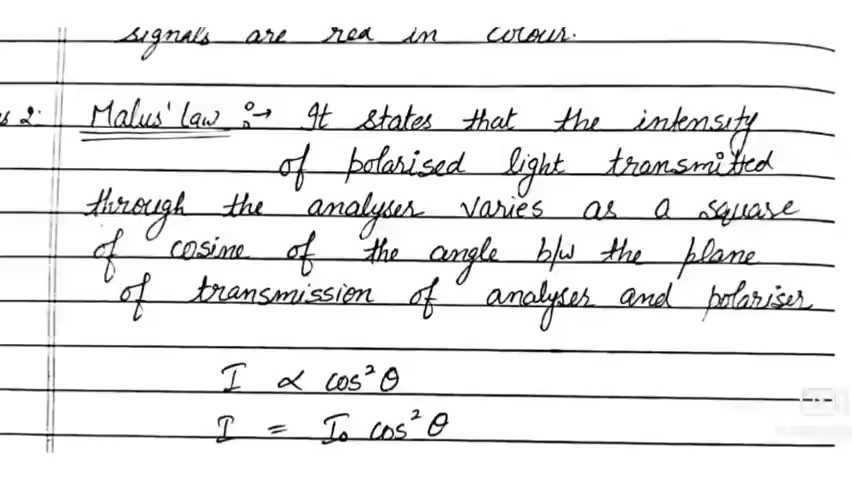 signals are red in colour.
Ans 2. Malus' Law :→ It states that the intensity
of polarised light transmitted
through the analyser varies as a square
of cosine of the angle b/w the plane
of transmission of analyser and polariser
I ∝ cos²θ
I = I₀ cos²θ